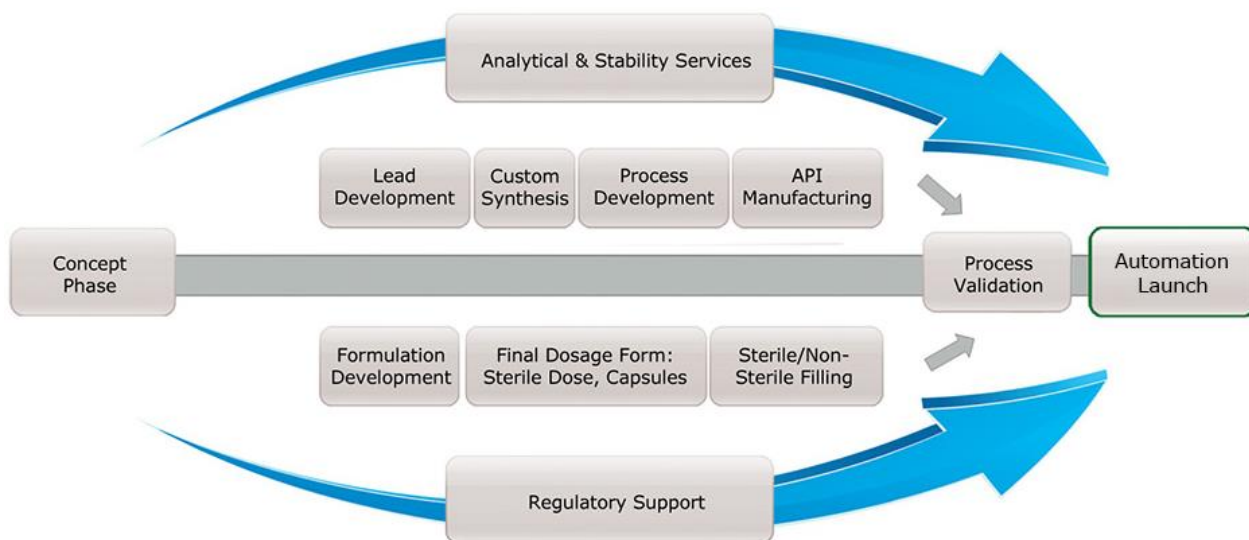 Analytical & Stability Services
Lead
Development
Custom
Synthesis
Process
Development
API
Manufacturing
Concept
Phase
Process
Validation
Automation
Launch
Formulation
Development
Final Dosage Form:
Sterile Dose, Capsules
Sterile/Non-
Sterile Filling
Regulatory Support